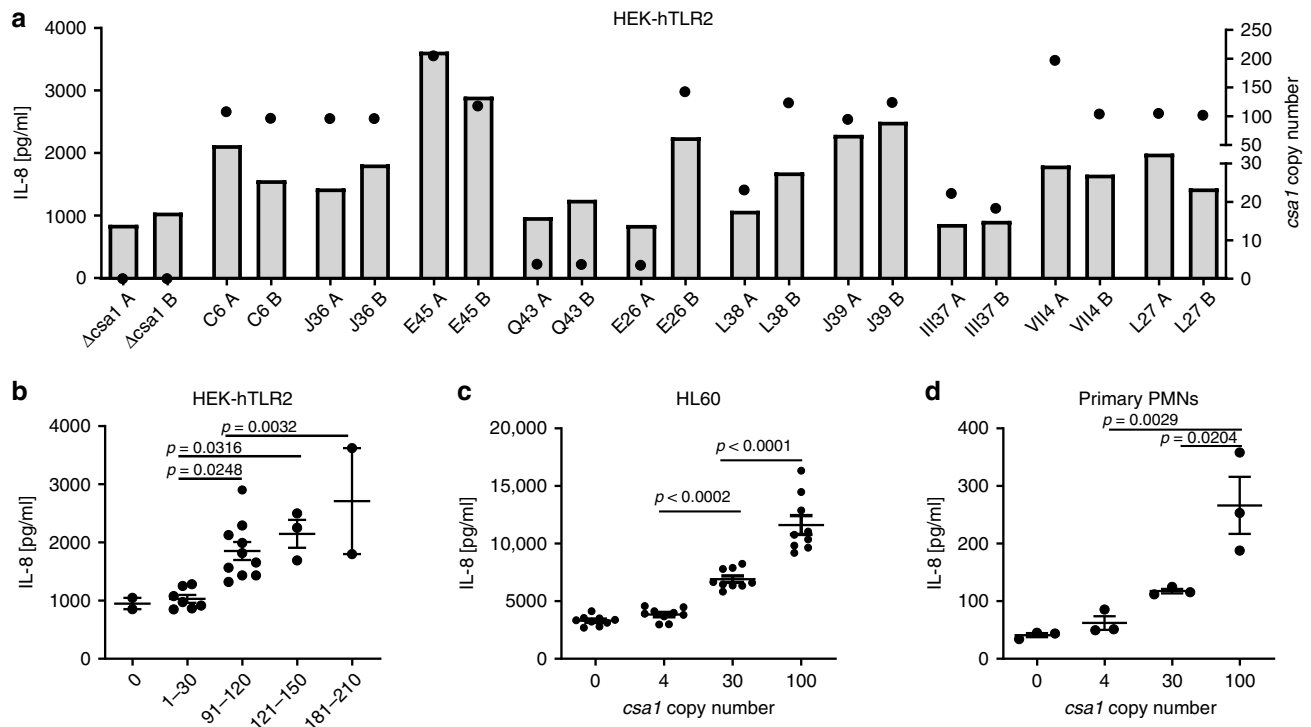 a
HEK-hTLR2
4000
3000
2000
1000
0
IL-8 [pg/ml]
250
200
150
100
50
30
20
10
0
csa1 copy number
Δcsa1 A
Δcsa1 B
C6 A
C6 B
J36 A
J36 B
E45 A
E45 B
Q43 A
Q43 B
E26 A
E26 B
L38 A
L38 B
J39 A
J39 B
III37 A
III37 B
VII4 A
VII4 B
L27 A
L27 B
b
HEK-hTLR2
4000
3000
2000
1000
0
IL-8 [pg/ml]
p = 0.0032
p = 0.0316
p = 0.0248
0
1–30
91–120
121–150
181–210
c
HL60
20,000
15,000
10,000
5000
0
IL-8 [pg/ml]
p < 0.0001
p < 0.0002
0 4 30 100
csa1 copy number
d
Primary PMNs
400
300
200
100
0
IL-8 [pg/ml]
p = 0.0029
p = 0.0204
0 4 30 100
csa1 copy number